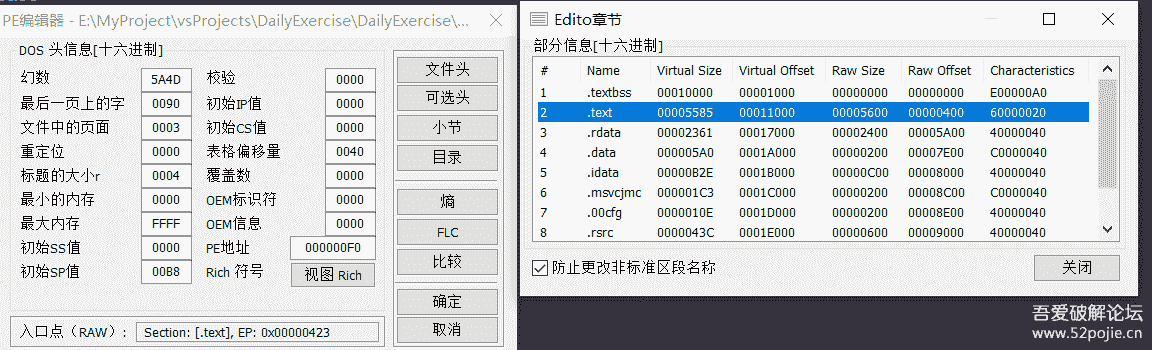 PE编辑器 - E:\MyProject\vsProjects\DailyExercise\DailyExercise\...
DOS 头信息[十六进制]
幻数 5A4D 校验 0000
最后一页上的字 0090 初始IP值 0000
文件中的页面 0003 初始CS值 0000
重定位 0000 表格偏移量 0040
标题的大小r 0004 覆盖数 0000
最小的内存 0000 OEM标识符 0000
最大内存 FFFF OEM信息 0000
初始SS值 0000 PE地址 000000F0
初始SP值 00B8 Rich 符号 视图 Rich
入口点（RAW）: Section: [.text], EP: 0x00000423
文件头
可选头
小节
目录
熵
FLC
比较
确定
取消
Edito章节
部分信息[十六进制]
# Name Virtual Size Virtual Offset Raw Size Raw Offset Characteristics
1 .textbss 00010000 00001000 00000000 00000000 E00000A0
2 .text 00005585 00011000 00005600 00000400 60000020
3 .rdata 00002361 00017000 00002400 00005A00 40000040
4 .data 000005A0 0001A000 00000200 00007E00 C0000040
5 .idata 00000B2E 0001B000 00000C00 00008000 40000040
6 .msvcjmc 000001C3 0001C000 00000200 00008C00 C0000040
7 .00cfg 0000010E 0001D000 00000200 00008E00 40000040
8 .rsrc 0000043C 0001E000 00000600 00009000 40000040
防止更改非标准区段名称
关闭
吾爱破解论坛
www.52pojie.cn